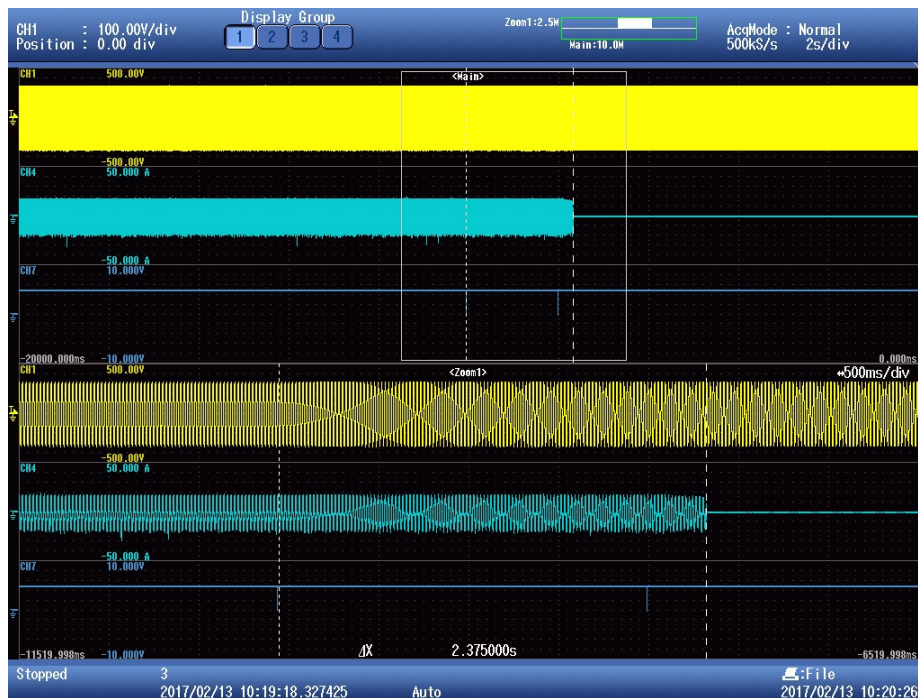 CH1 : 100.00V/div
Position : 0.00 div
Display Group
1 2 3 4
Zoom1:2.5M
Main:10.0M
AcqMode : Normal
500kS/s 2s/div
CH1 500.00V
<Main>
-500.00V
CH4 50.000 A
-50.000 A
CH7 10.000V
-20000.000ms -10.000V 0.000ms
CH1 500.00V
<Zoom1>
500ms/div
-500.00V
CH4 50.000 A
-50.000 A
CH7 10.000V
-11519.998ms -10.000V ΔX 2.375000s -6519.998ms
Stopped 3
:File
2017/02/13 10:19:18.327425 Auto 2017/02/13 10:20:26